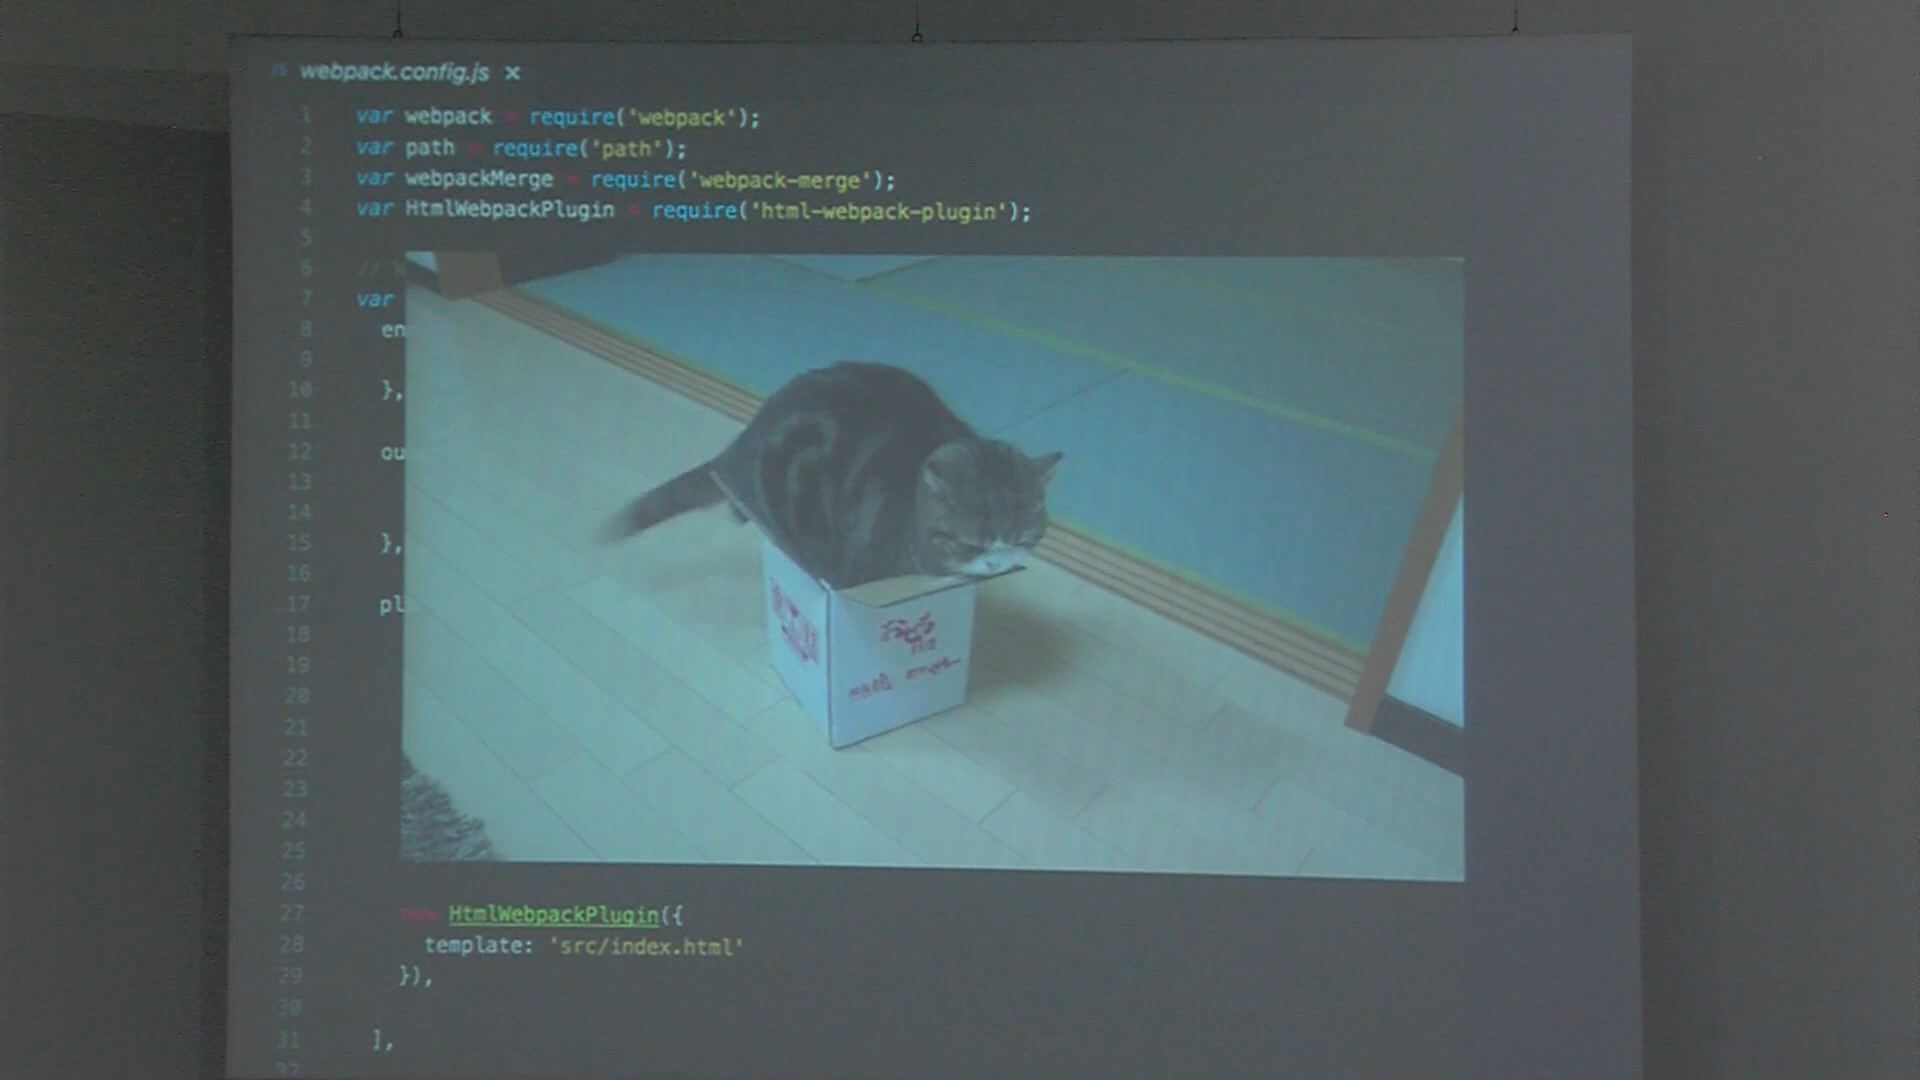 JS webpack.config.js ×
1 var webpack = require('webpack');
2 var path = require('path');
3 var webpackMerge = require('webpack-merge');
4 var HtmlWebpackPlugin = require('html-webpack-plugin');
5
6 //
7 var
8 en
9
10 },
11
12 ou
13
14
15 },
16
17 pl
18
19
20
21
22
23
24
25
26
27 new HtmlWebpackPlugin({
28 template: 'src/index.html'
29 }),
30
31 ],
32